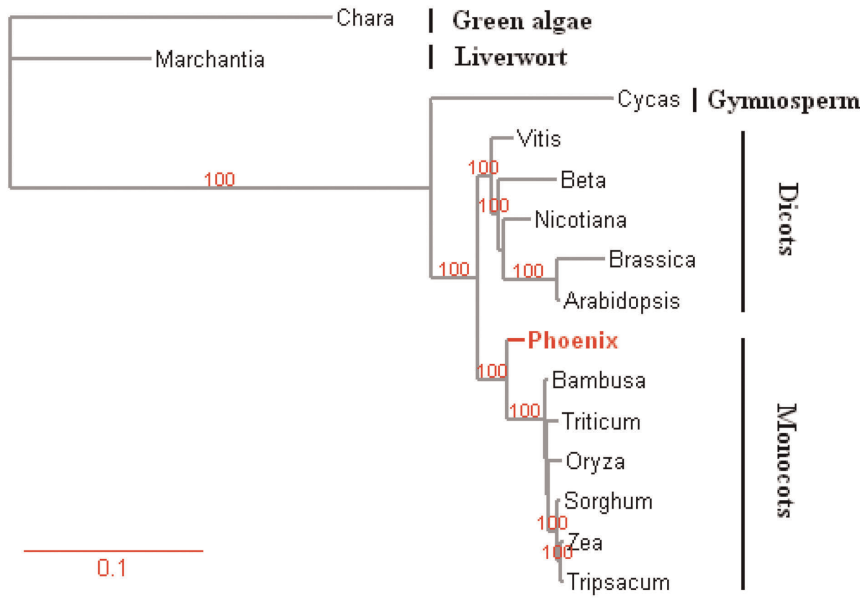 Chara Green algae
Marchantia Liverwort
Cycas Gymnosperm
Vitis
100
Beta
100
100
Nicotiana
Brassica
100
100
Arabidopsis
Dicots
Phoenix
100
Bambusa
100
Triticum
Oryza
Sorghum
100
Zea
100
Tripsacum
Monocots
0.1